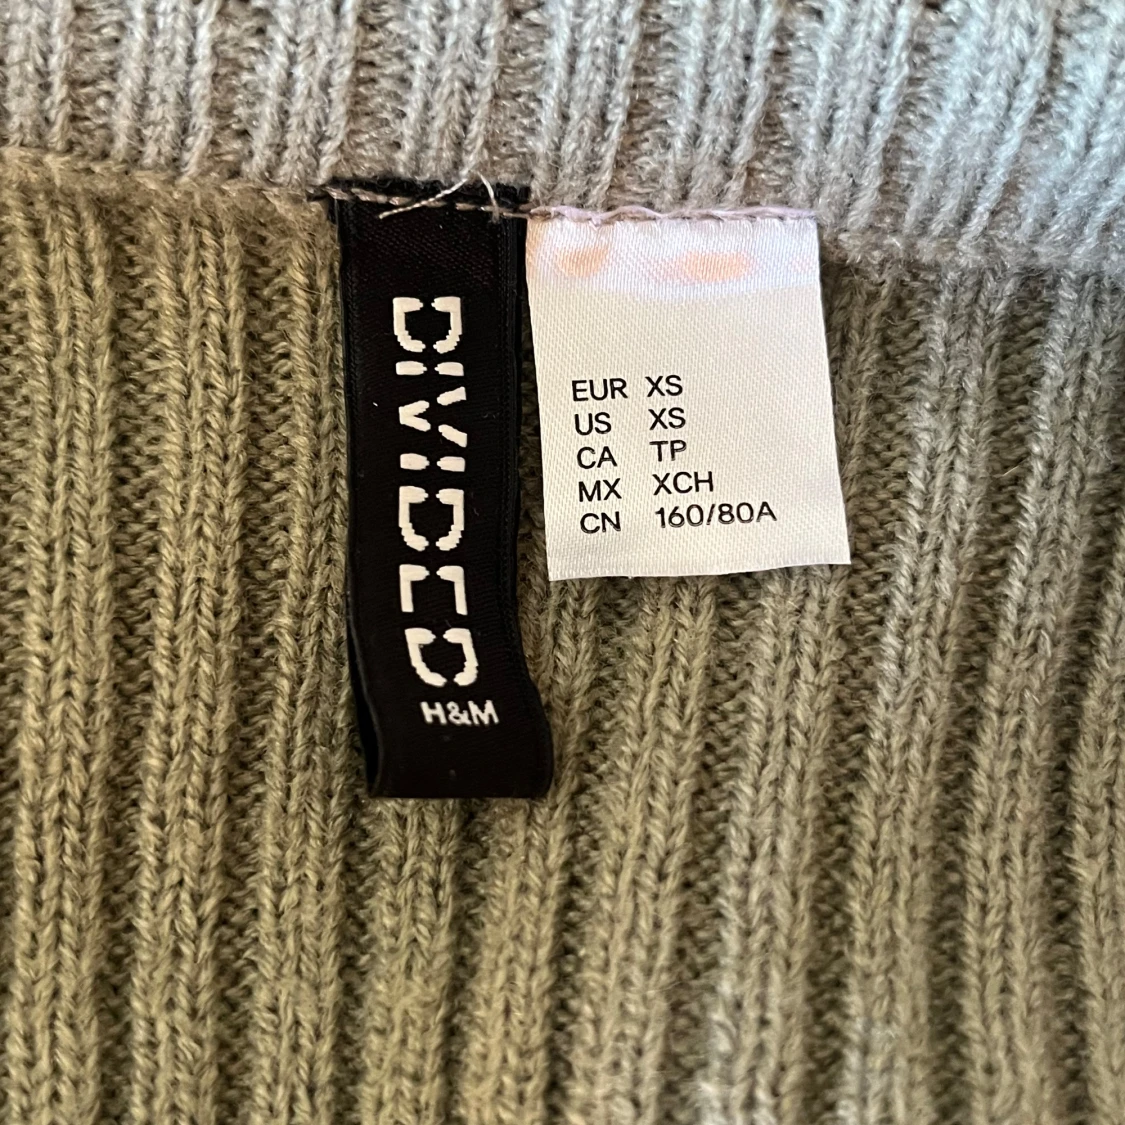 DIVIDED
H&M
EUR XS
US XS
CA TP
MX XCH
CN 160/80A